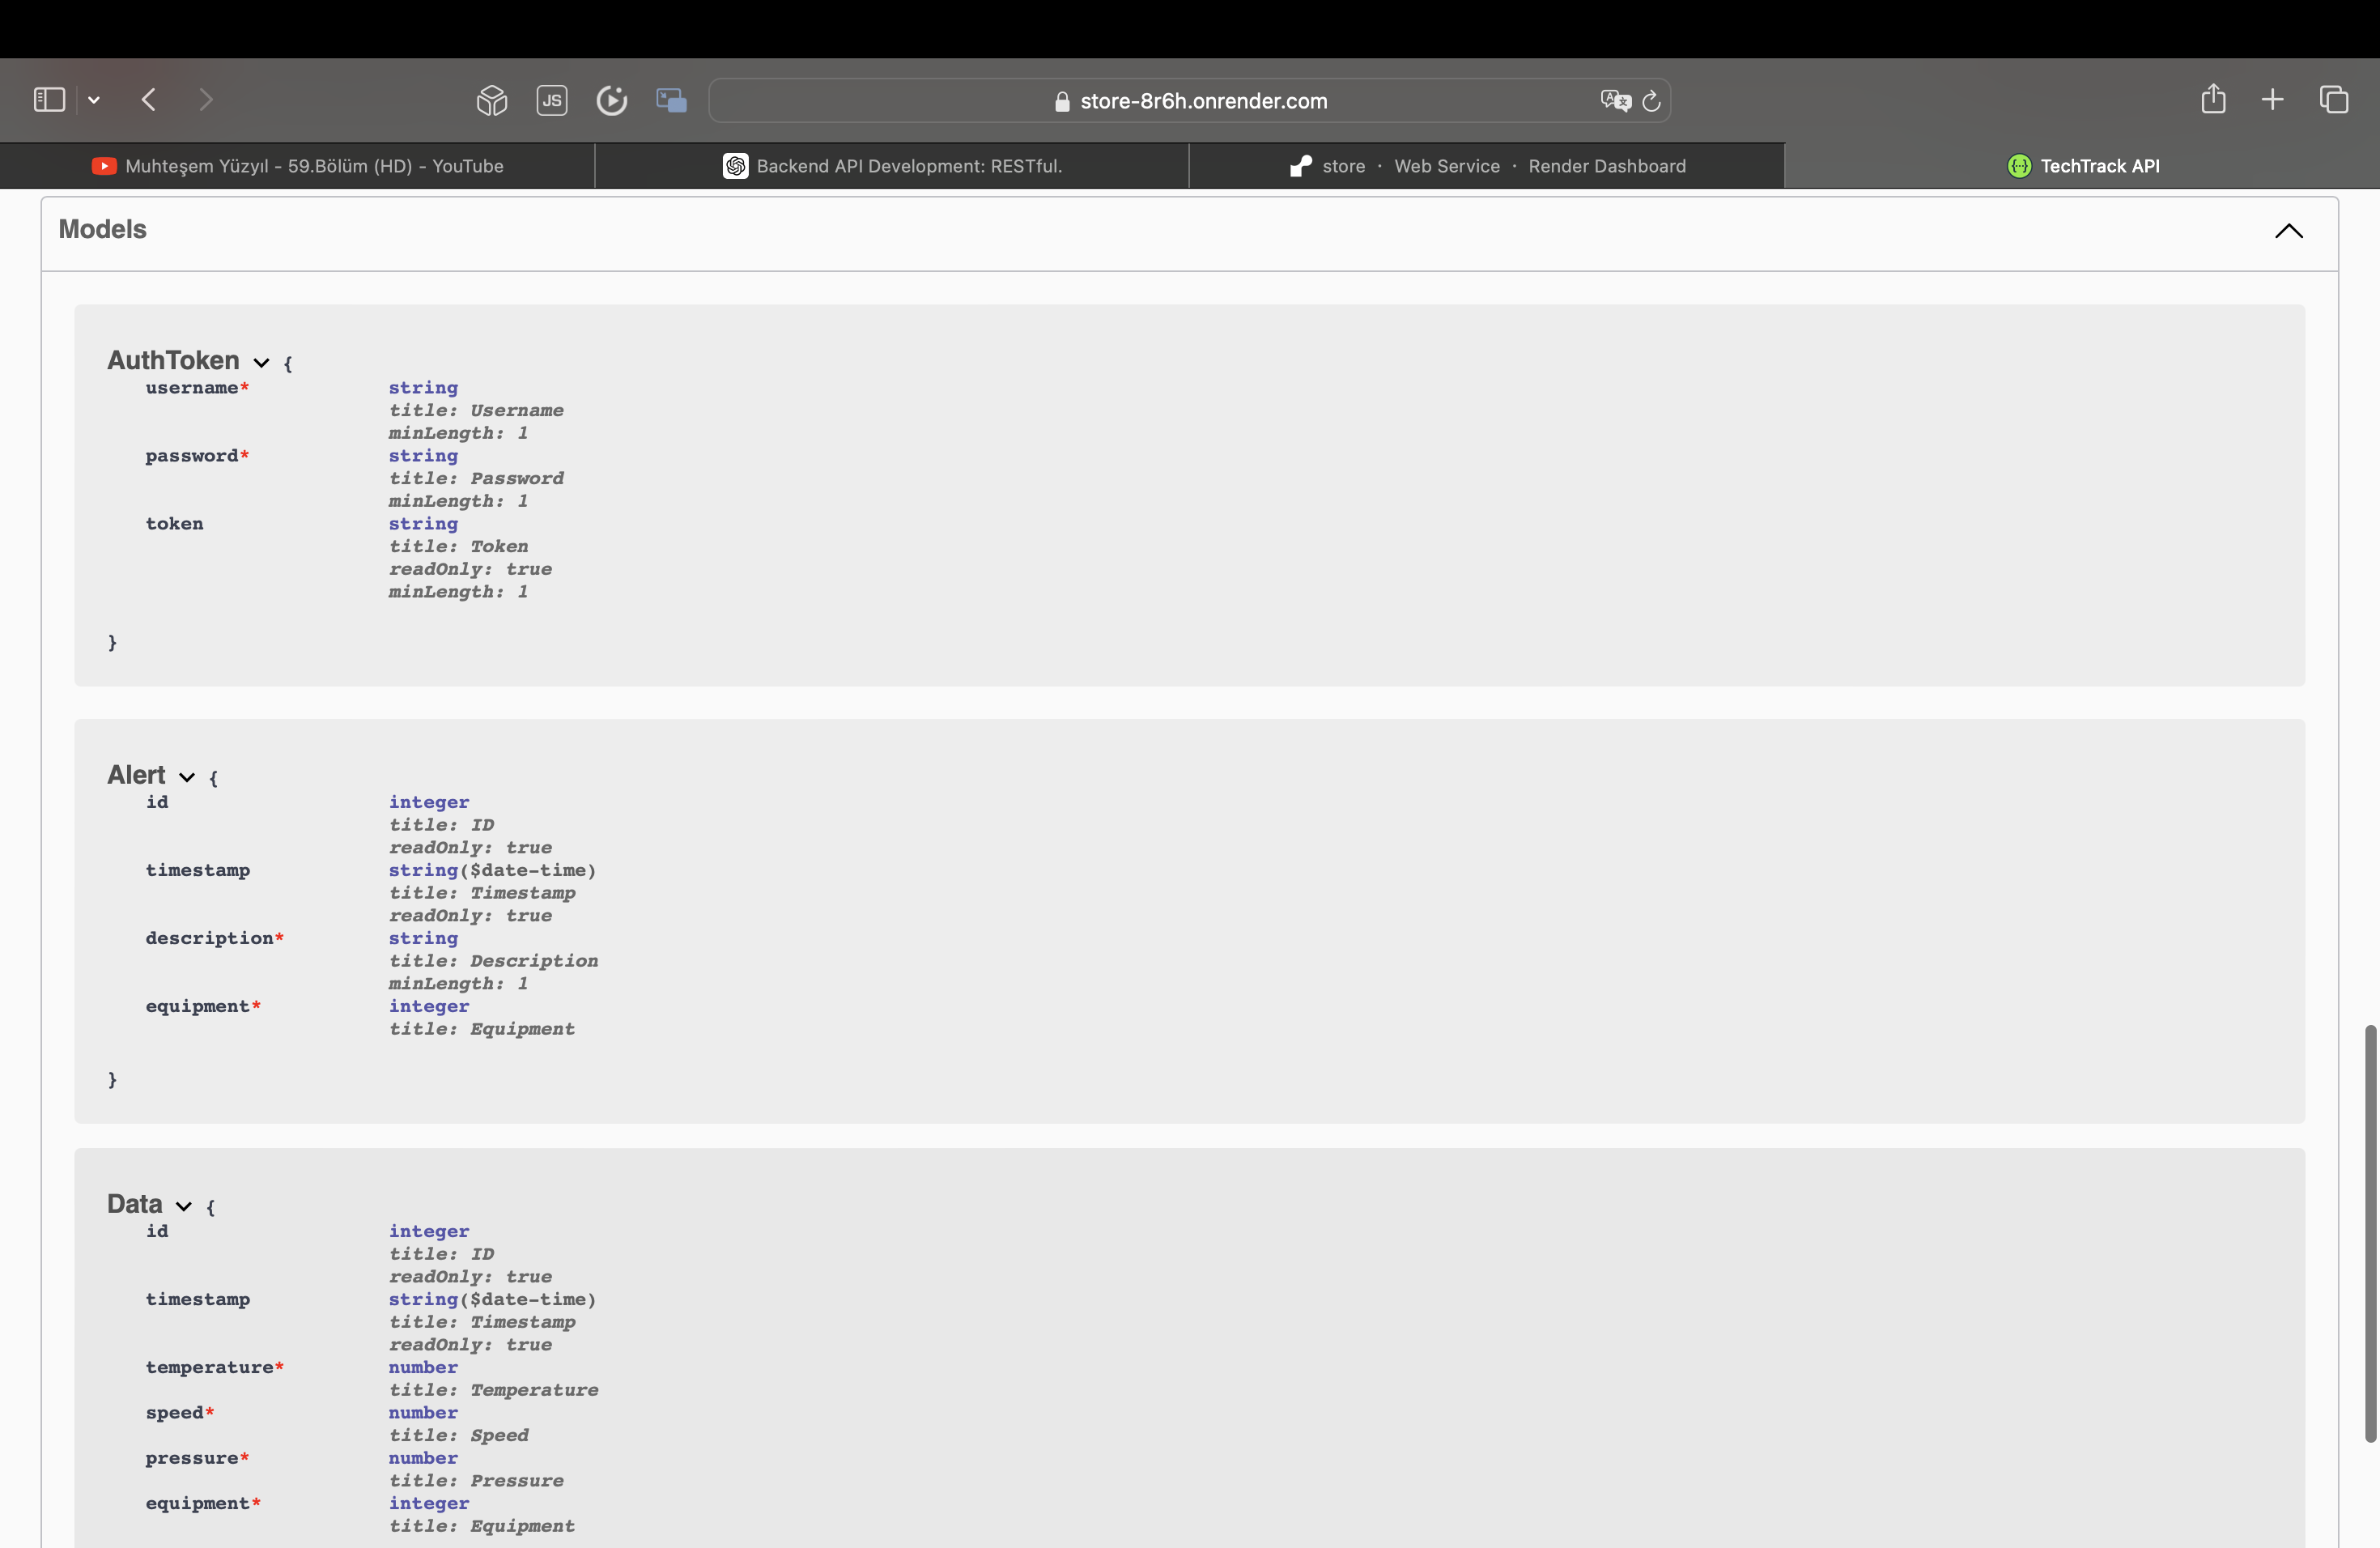 JS
store-8r6h.onrender.com
Muhteşem Yüzyıl - 59.Bölüm (HD) - YouTube
Backend API Development: RESTful.
store · Web Service · Render Dashboard
TechTrack API
Models
AuthToken {
username* string
title: Username
minLength: 1
password* string
title: Password
minLength: 1
token string
title: Token
readOnly: true
minLength: 1
}
Alert {
id integer
title: ID
readOnly: true
timestamp string($date-time)
title: Timestamp
readOnly: true
description* string
title: Description
minLength: 1
equipment* integer
title: Equipment
}
Data {
id integer
title: ID
readOnly: true
timestamp string($date-time)
title: Timestamp
readOnly: true
temperature* number
title: Temperature
speed* number
title: Speed
pressure* number
title: Pressure
equipment* integer
title: Equipment